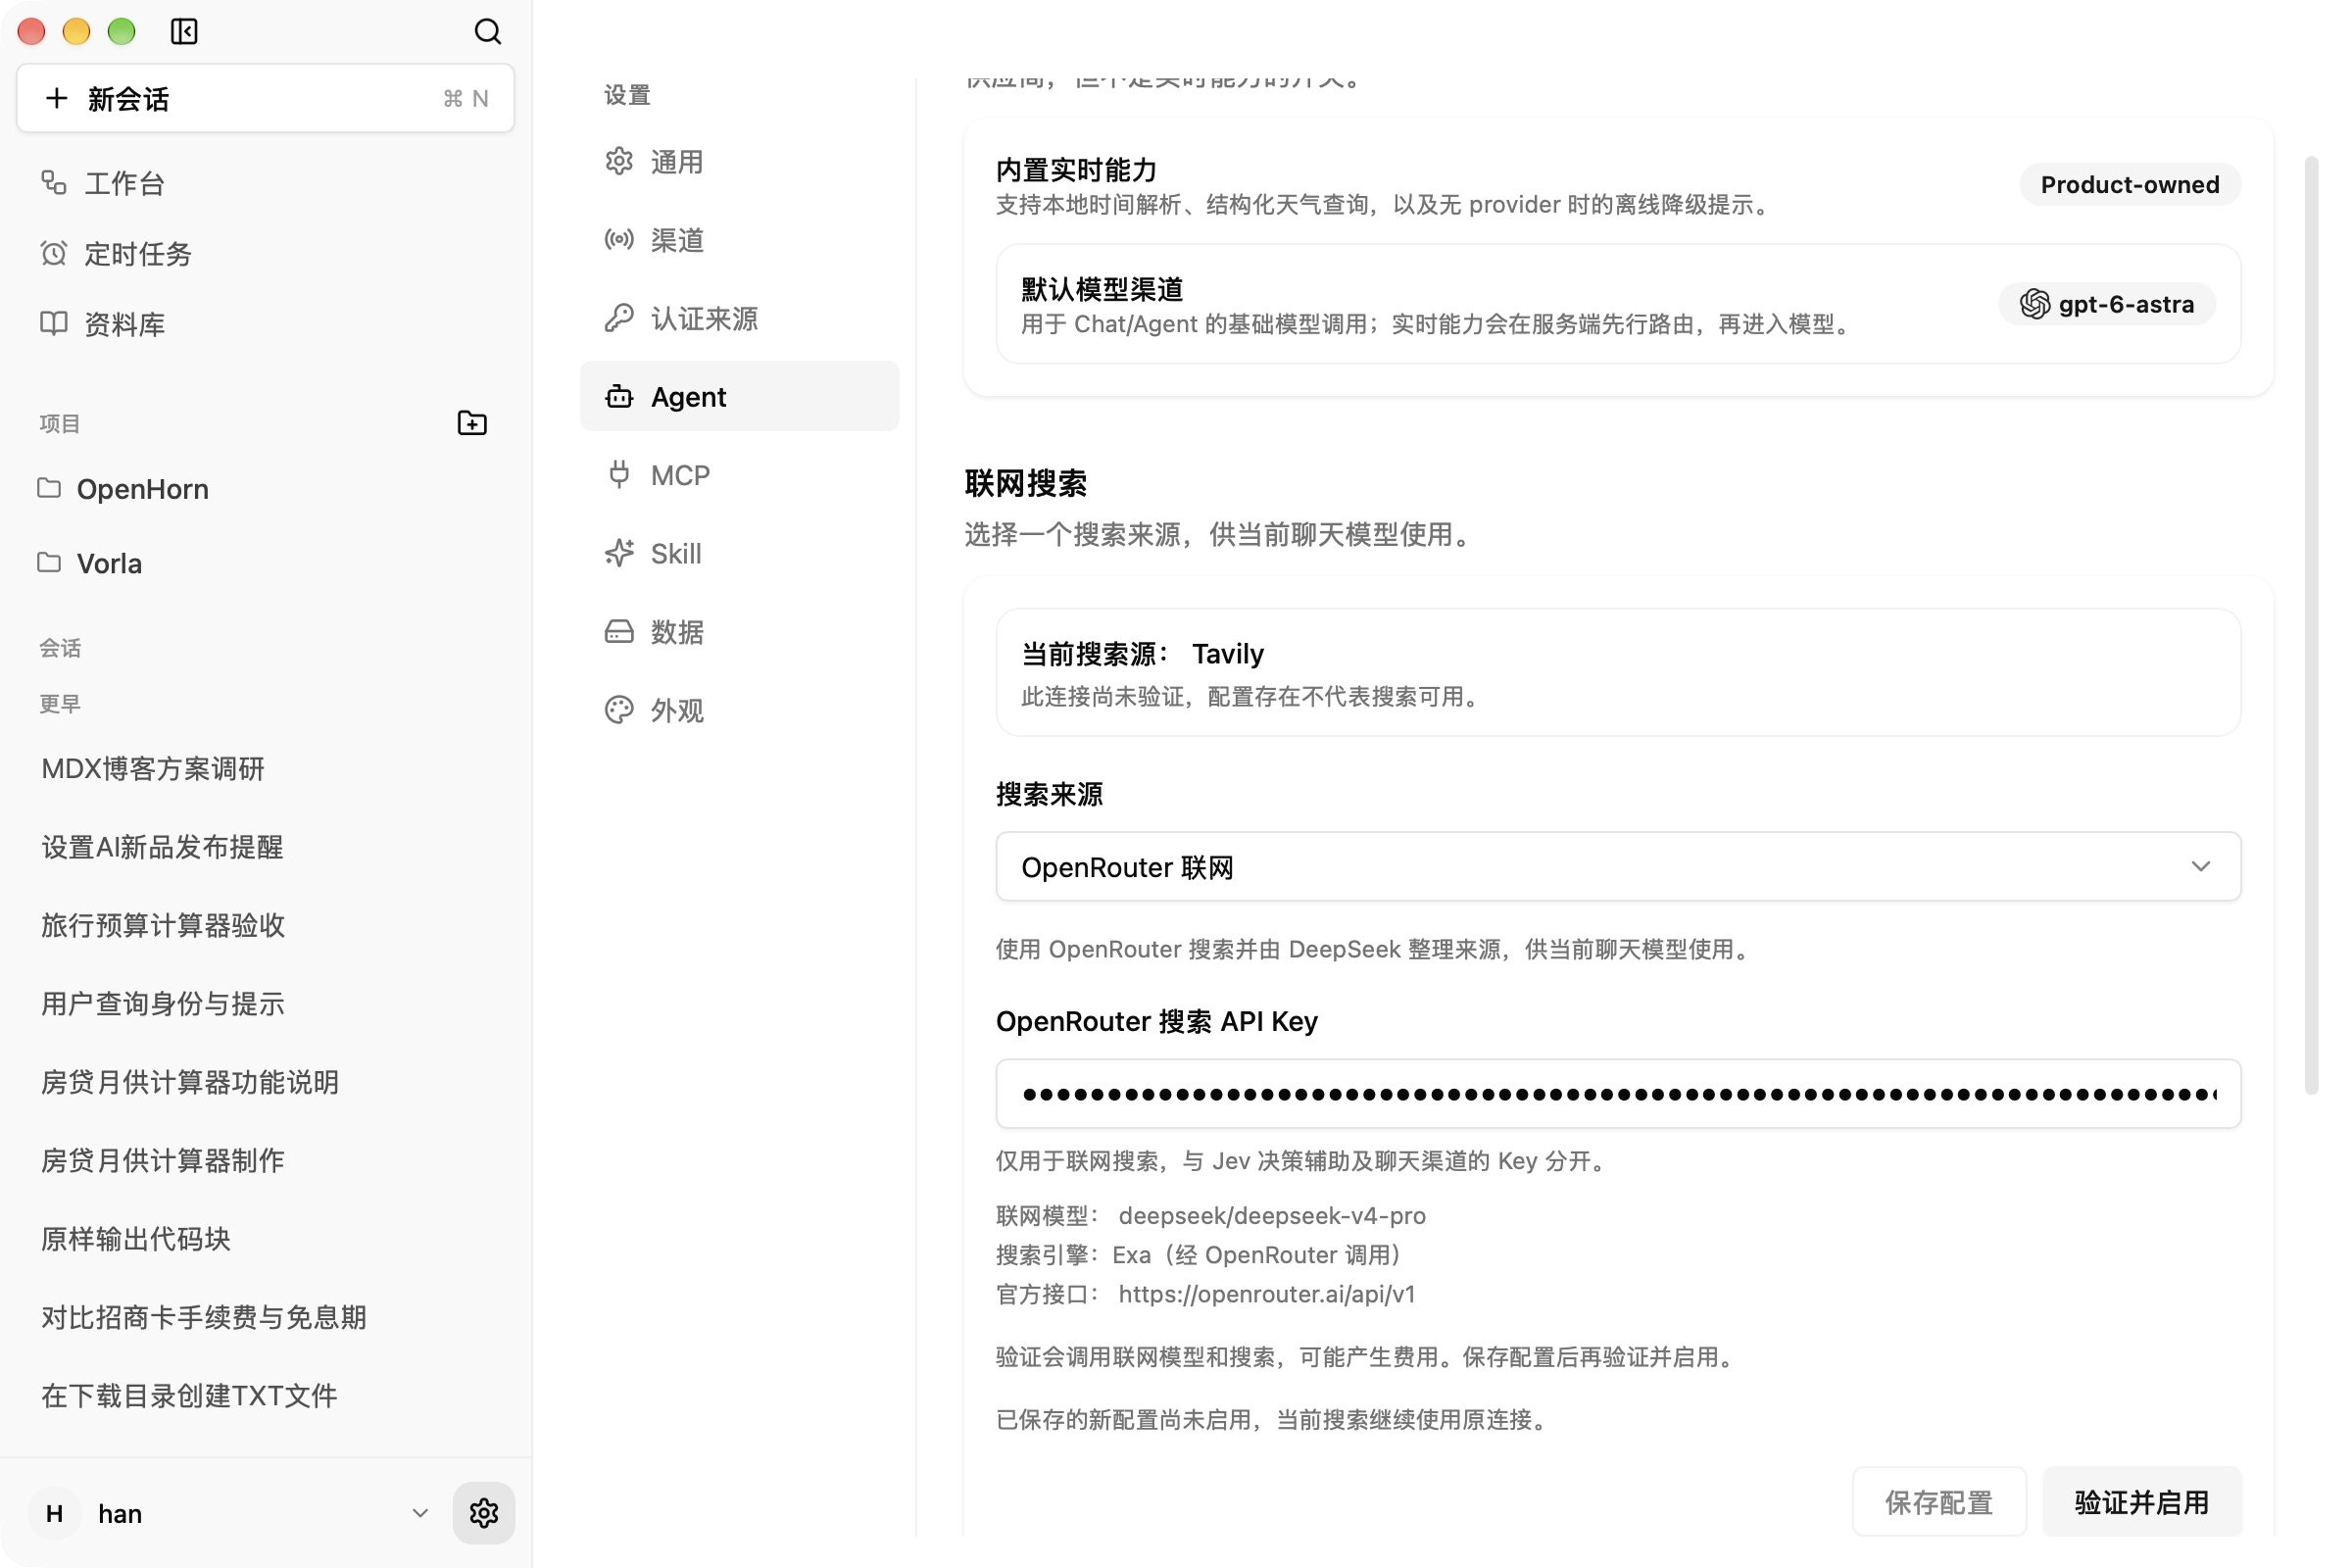 新会话
⌘ N
工作台
定时任务
资料库
项目
OpenHorn
Vorla
会话
更早
MDX博客方案调研
设置AI新品发布提醒
旅行预算计算器验收
用户查询身份与提示
房贷月供计算器功能说明
房贷月供计算器制作
原样输出代码块
对比招商卡手续费与免息期
在下载目录创建TXT文件
H
han
设置
通用
渠道
认证来源
Agent
MCP
Skill
数据
外观
供应商，但不是实时能力的开关。
内置实时能力
支持本地时间解析、结构化天气查询，以及无 provider 时的离线降级提示。
Product-owned
默认模型渠道
用于 Chat/Agent 的基础模型调用；实时能力会在服务端先行路由，再进入模型。
gpt-6-astra
联网搜索
选择一个搜索来源，供当前聊天模型使用。
当前搜索源： Tavily
此连接尚未验证，配置存在不代表搜索可用。
搜索来源
OpenRouter 联网
使用 OpenRouter 搜索并由 DeepSeek 整理来源，供当前聊天模型使用。
OpenRouter 搜索 API Key
仅用于联网搜索，与 Jev 决策辅助及聊天渠道的 Key 分开。
联网模型： deepseek/deepseek-v4-pro
搜索引擎：Exa（经 OpenRouter 调用）
官方接口： https://openrouter.ai/api/v1
验证会调用联网模型和搜索，可能产生费用。保存配置后再验证并启用。
已保存的新配置尚未启用，当前搜索继续使用原连接。
保存配置
验证并启用